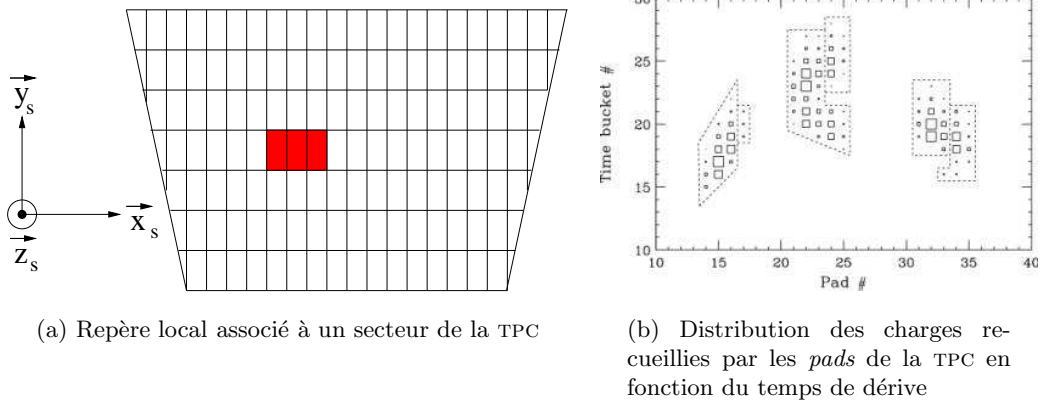 y_s
x_s
z_s
(a) Repère local associé à un secteur de la TPC
30
25
20
15
10
Time bucket #
10 15 20 25 30 35 40
Pad #
(b) Distribution des charges re-
cueillies par les pads de la TPC en
fonction du temps de dérive